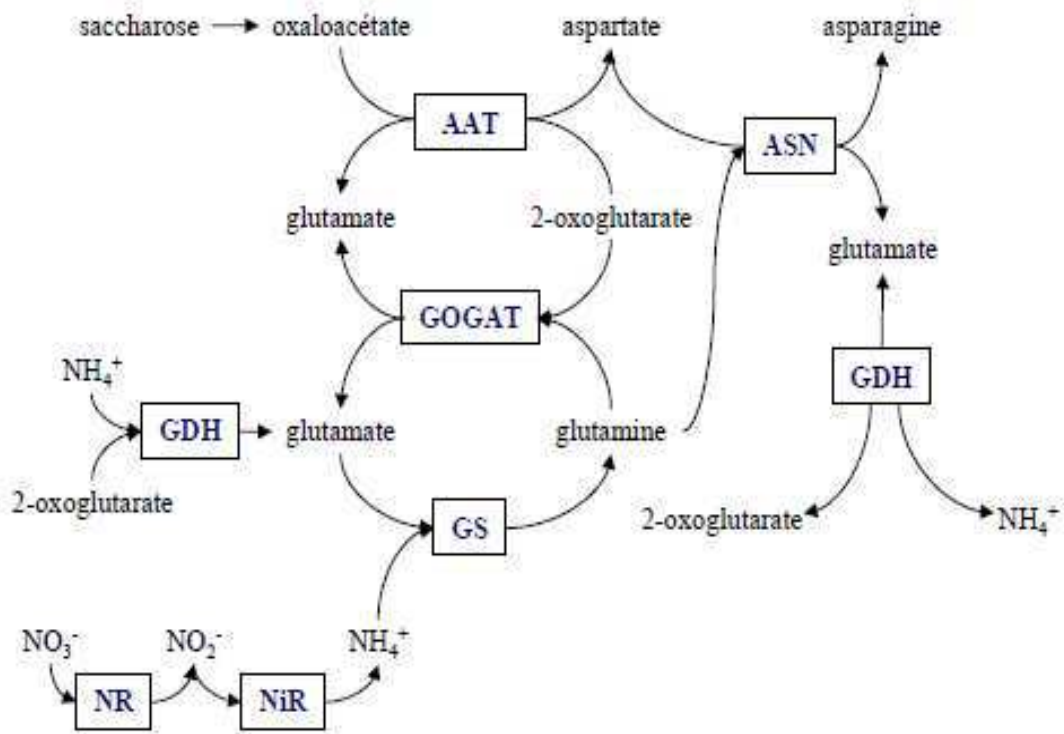 saccharose oxaloacétate aspartate asparagine
AAT
ASN
glutamate 2-oxoglutarate
glutamate
GOGAT
NH₄⁺
GDH
GDH glutamate glutamine
2-oxoglutarate
GS 2-oxoglutarate NH₄⁺
NO₃⁻ NO₂⁻ NH₄⁺
NR NiR